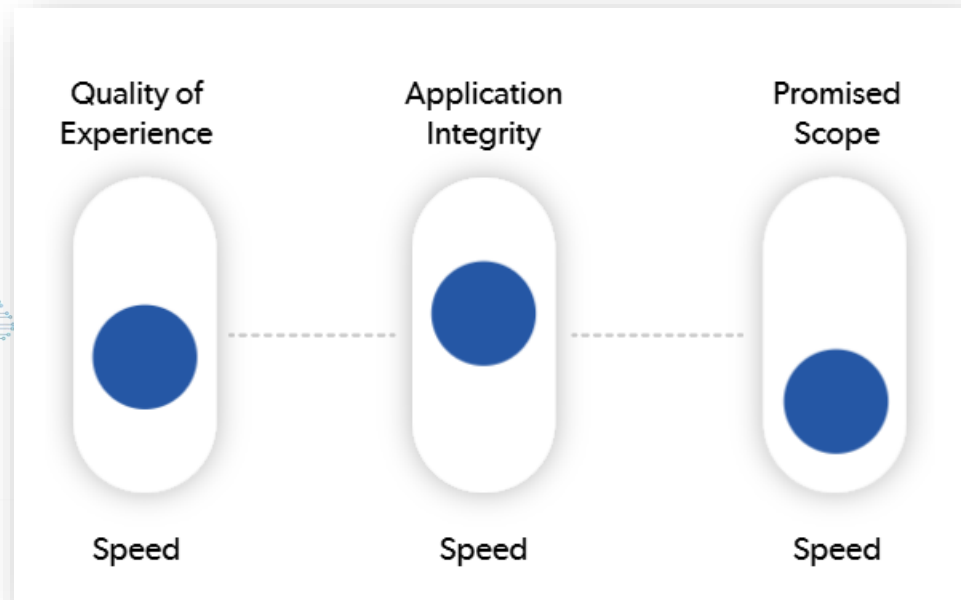 Quality of
Experience
Application
Integrity
Promised
Scope
Speed
Speed
Speed